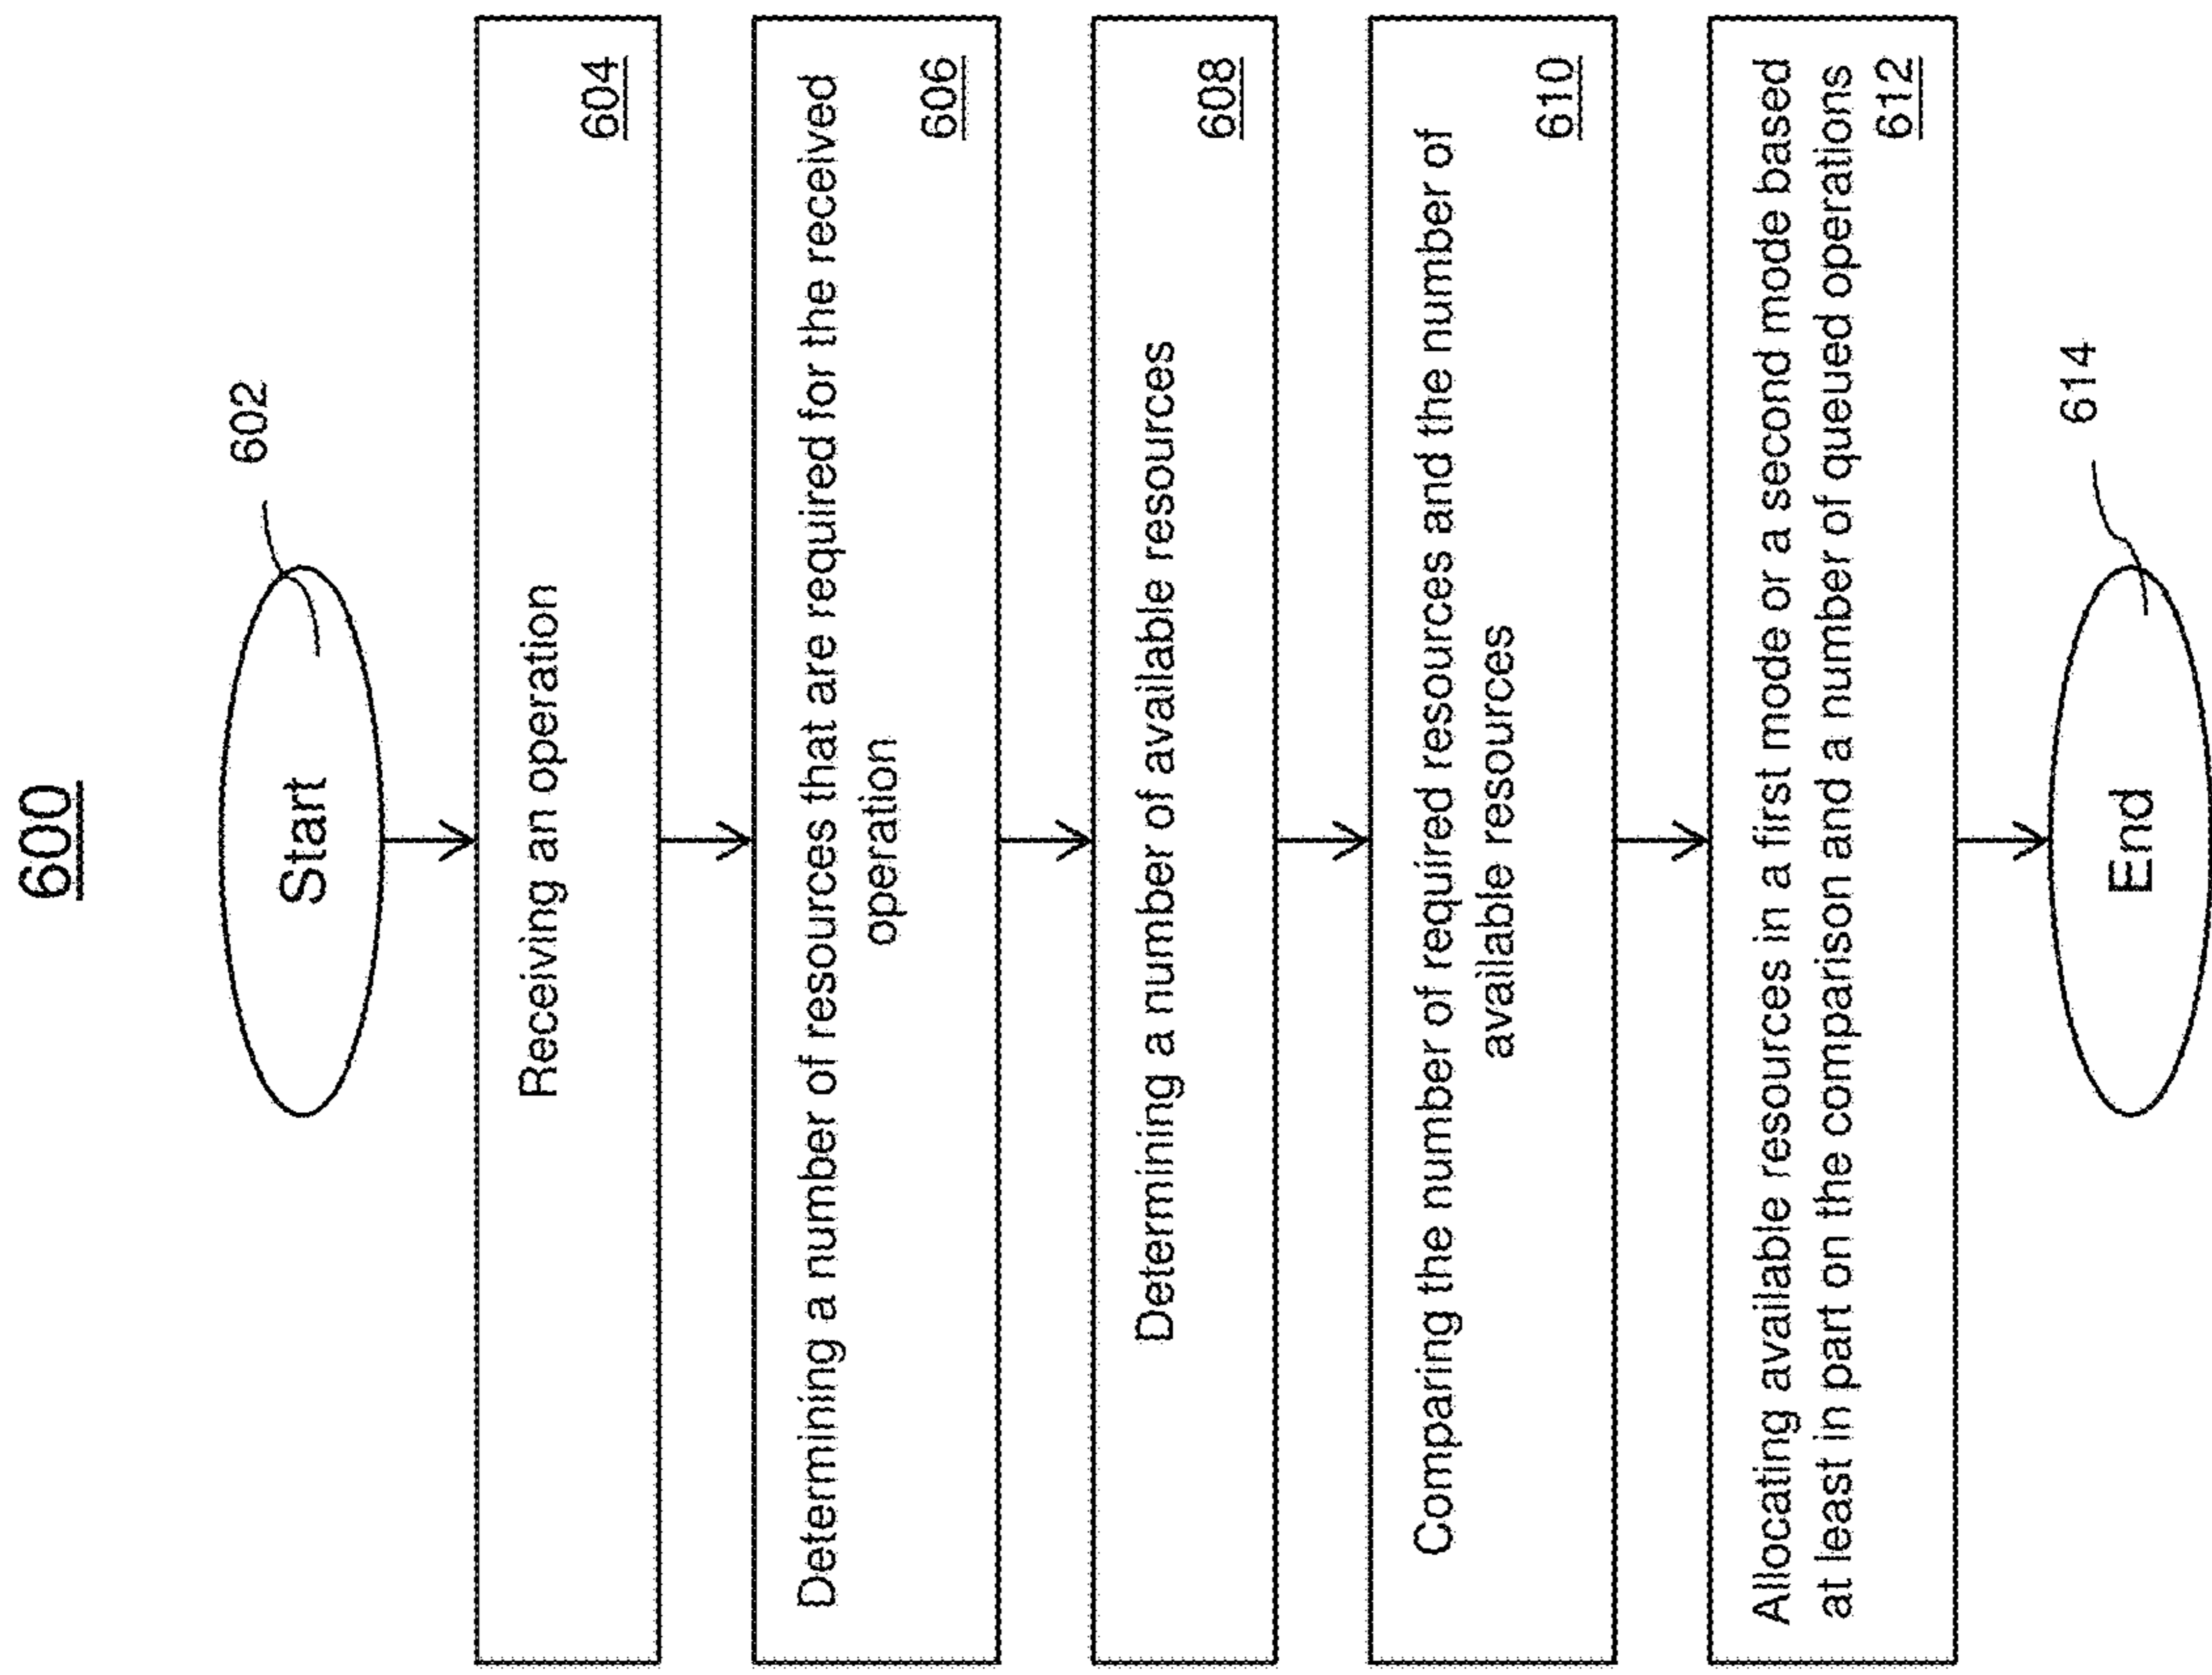 600
602
Start
Receiving an operation
604
Determining a number of resources that are required for the received
operation
606
Determining a number of available resources
608
Comparing the number of required resources and the number of
available resources
610
Allocating available resources in a first mode or a second mode based
at least in part on the comparison and a number of queued operations
612
614
End